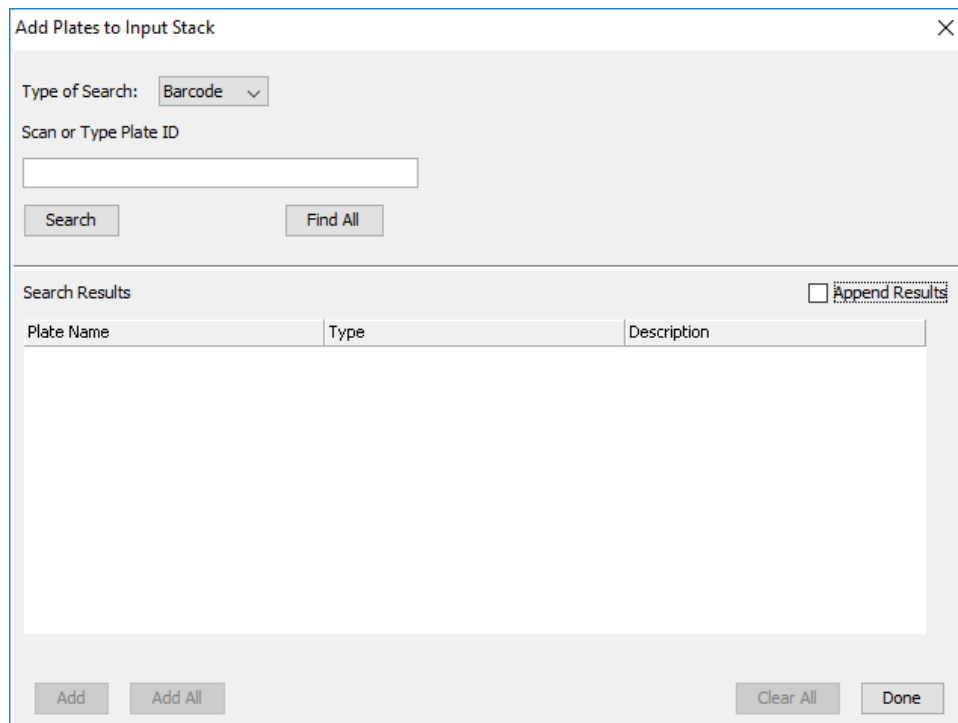 Add Plates to Input Stack
Type of Search: Barcode
Scan or Type Plate ID
Search Find All
Search Results Append Results
Plate Name Type Description
Add Add All Clear All Done